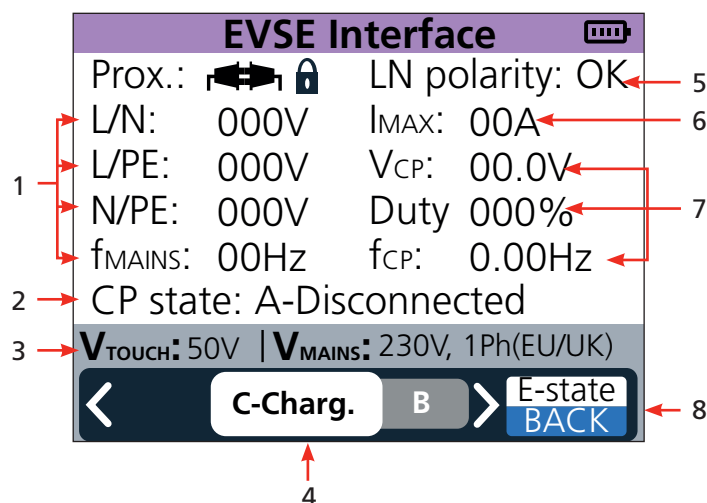 EVSE Interface
Prox.: LN polarity: OK
L/N: 000V IMAX: 00A
L/PE: 000V VCP: 00.0V
N/PE: 000V Duty 000%
fMAINS: 00Hz fCP: 0.00Hz
CP state: A-Disconnected
VTOUCH: 50V | VMAINS: 230V, 1Ph(EU/UK)
C-Charg. B E-state
BACK
1
2
3
4
5
6
7
8